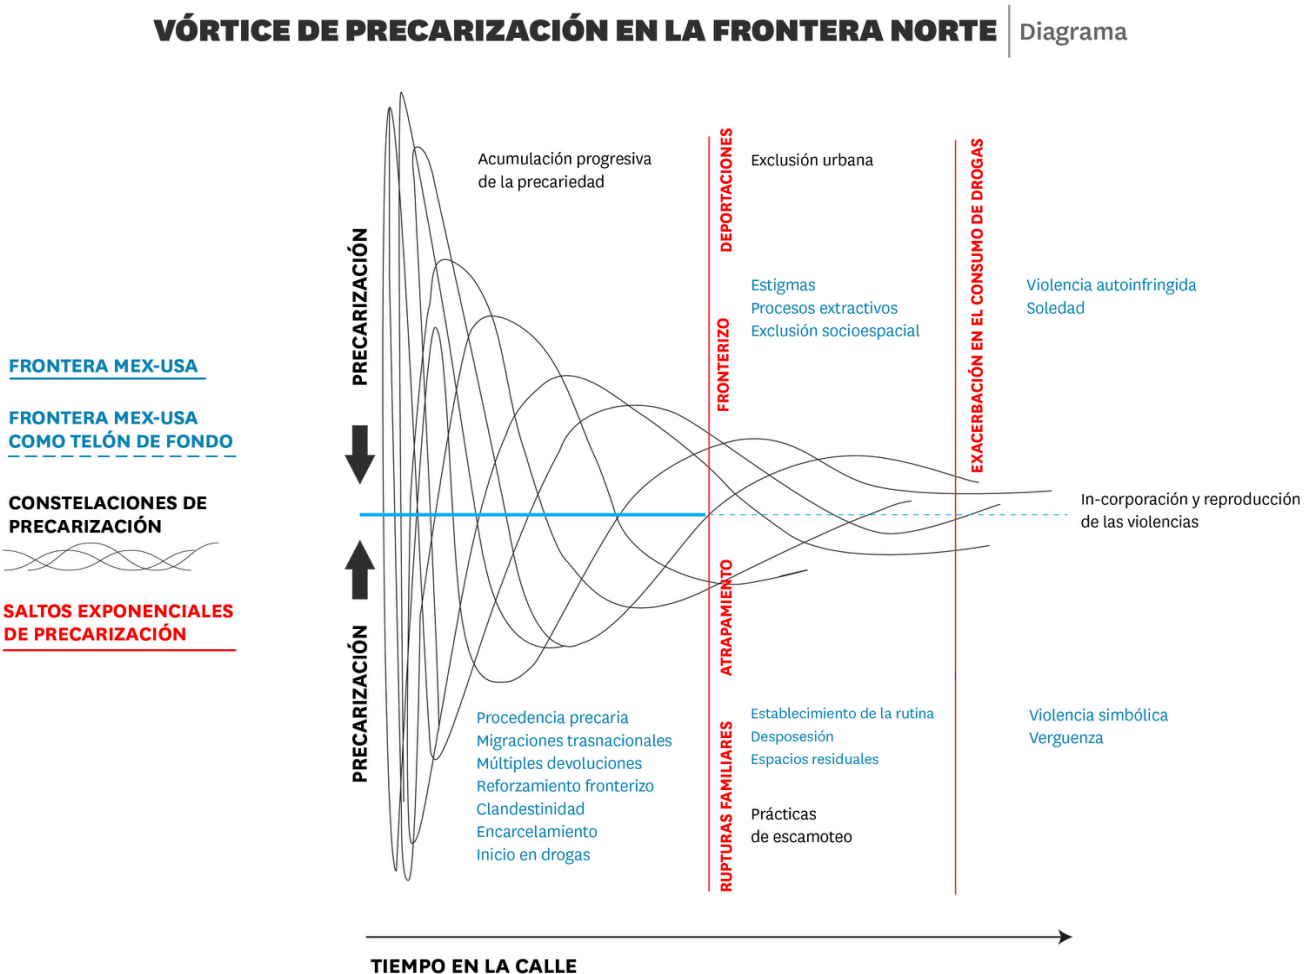 VÓRTICE DE PRECARIZACIÓN EN LA FRONTERA NORTE
Diagrama
FRONTERA MEX-USA
FRONTERA MEX-USA
COMO TELÓN DE FONDO
CONSTELACIONES DE
PRECARIZACIÓN
SALTOS EXPONENCIALES
DE PRECARIZACIÓN
PRECARIZACIÓN
PRECARIZACIÓN
Acumulación progresiva
de la precariedad
Procedencia precaria
Migraciones trasnacionales
Múltiples devoluciones
Reforzamiento fronterizo
Clandestinidad
Encarcelamiento
Inicio en drogas
DEPORTACIONES
FRONTERIZO
ATRAPAMIENTO
RUPTURAS FAMILIARES
Exclusión urbana
Estigmas
Procesos extractivos
Exclusión socioespacial
Establecimiento de la rutina
Desposesión
Espacios residuales
Prácticas
de escamoteo
EXACERBACIÓN EN EL CONSUMO DE DROGAS
Violencia autoinfringida
Soledad
In-corporación y reproducción
de las violencias
Violencia simbólica
Verguenza
TIEMPO EN LA CALLE